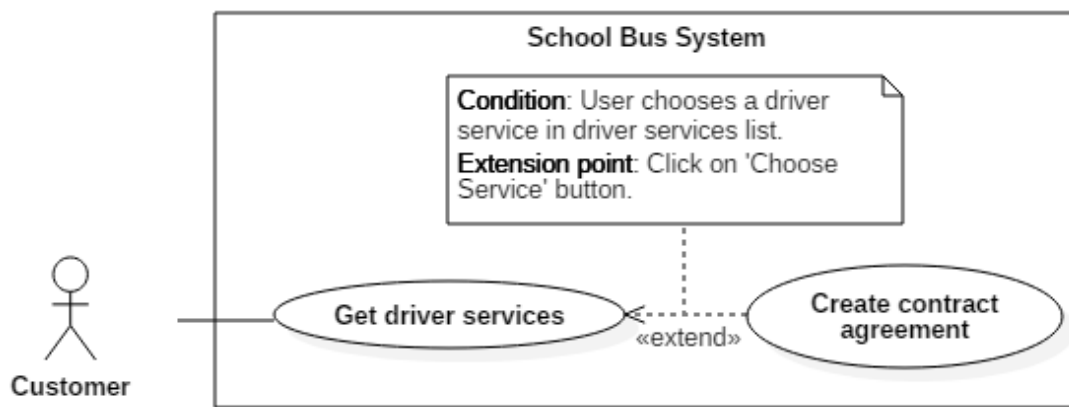 School Bus System
Condition: User chooses a driver
service in driver services list.
Extension point: Click on 'Choose
Service' button.
Get driver services
«extend»
Create contract
agreement
Customer